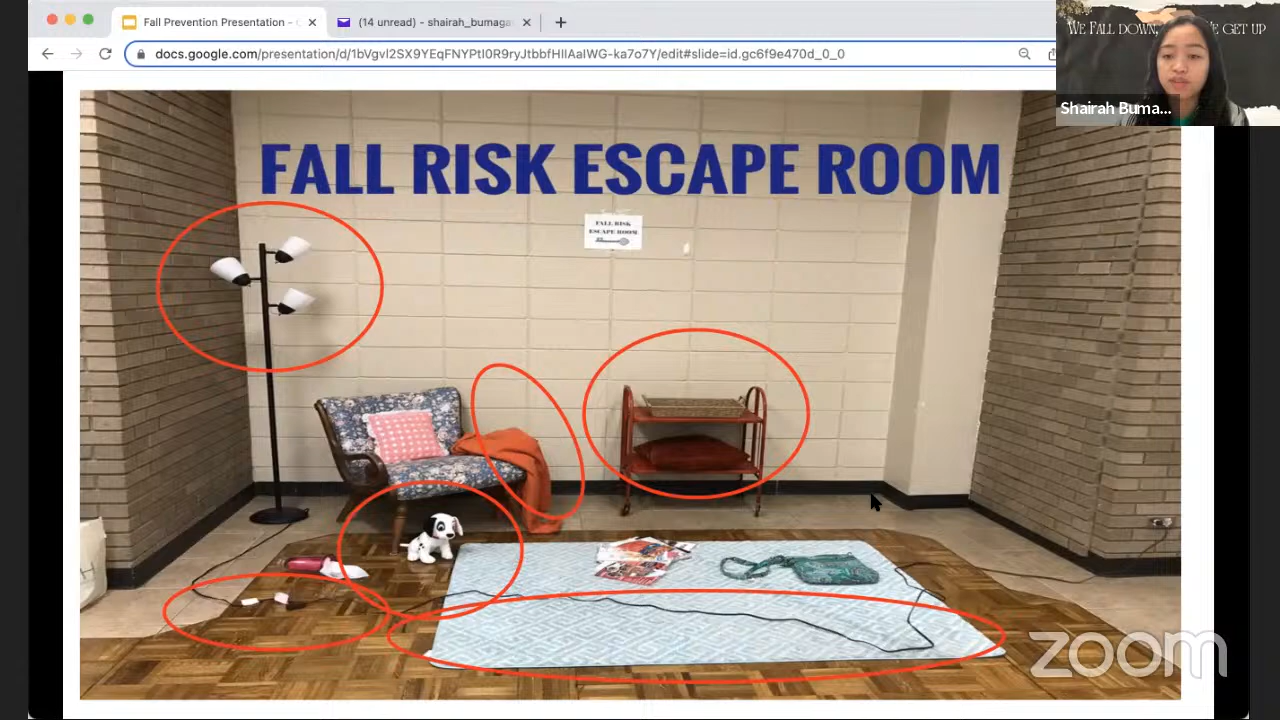 Fall Prevention Presentation -
(14 unread) - shairah_bumaga
docs.google.com/presentation/d/1bVgvl2SX9YEqFNYPtI0R9ryJtbbfHIIAaIWG-ka7o7Y/edit#slide=id.gc6f9e470d_0_0
WE FALL DOWN,
E GET UP
Shairah Buma...
FALL RISK ESCAPE ROOM
FALL RISK
ESCAPE ROOM
zoom